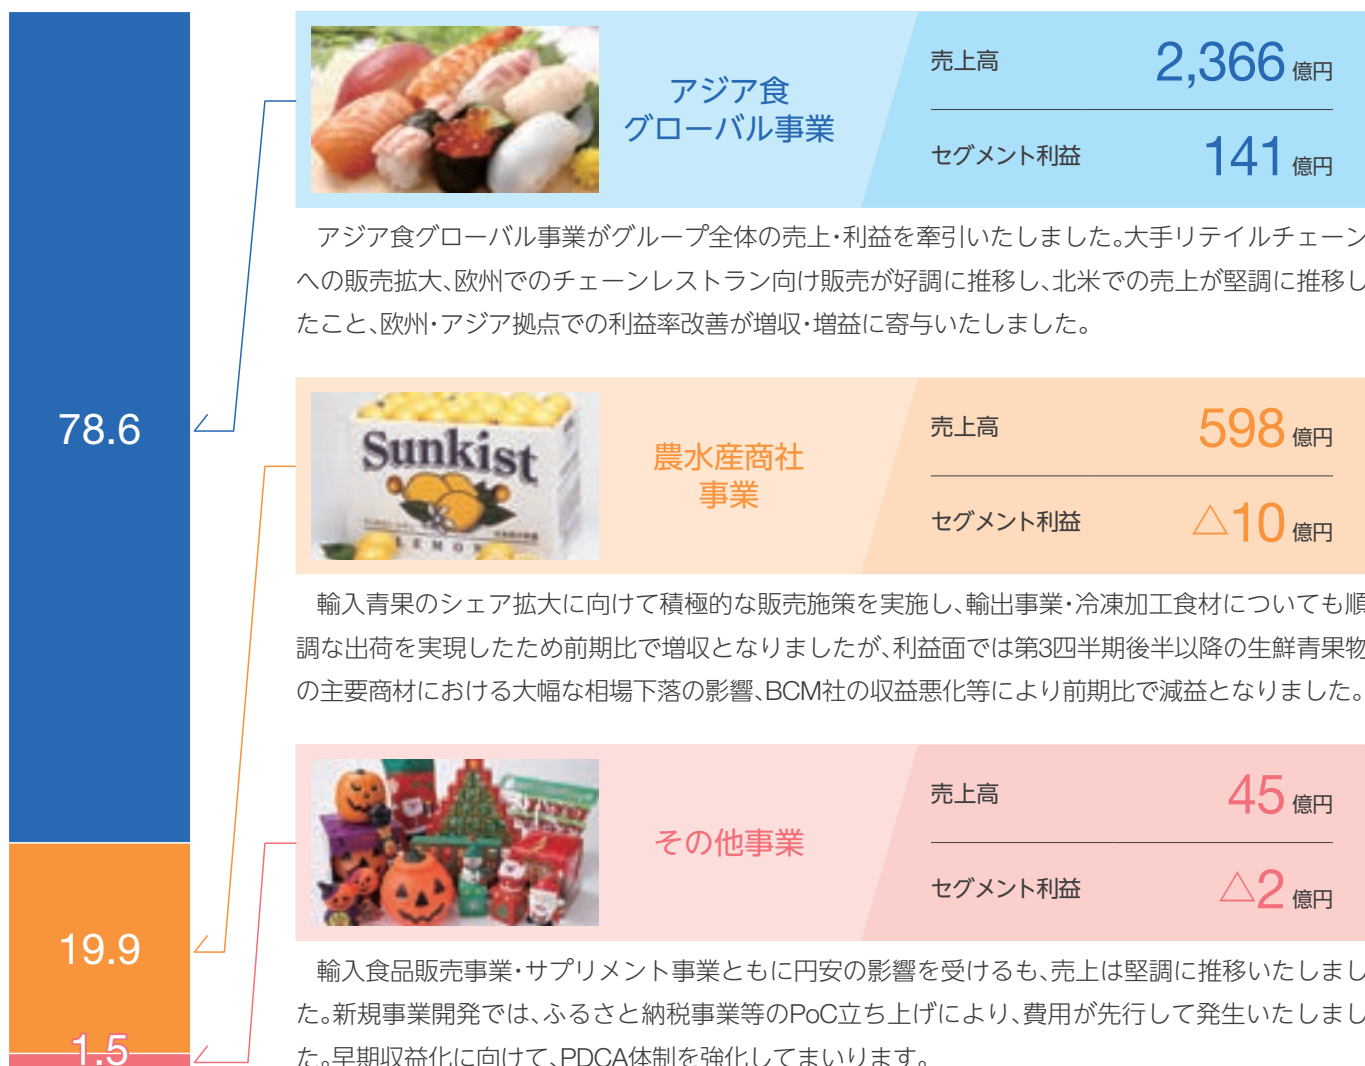 アジア食
グローバル事業
売上高
2,366 億円
セグメント利益
141 億円
アジア食グローバル事業がグループ全体の売上・利益を牽引いたしました。大手リテイルチェーン
への販売拡大、欧州でのチェーンレストラン向け販売が好調に推移し、北米での売上が堅調に推移し
たこと、欧州・アジア拠点での利益率改善が増収・増益に寄与いたしました。
78.6
Sunkist
LEMON
農水産商社
事業
売上高
598 億円
セグメント利益
△10 億円
輸入青果のシェア拡大に向けて積極的な販売施策を実施し、輸出事業・冷凍加工食材についても順
調な出荷を実現したため前期比で増収となりましたが、利益面では第3四半期後半以降の生鮮青果物
の主要商材における大幅な相場下落の影響、BCM社の収益悪化等により前期比で減益となりました。
その他事業
売上高
45 億円
セグメント利益
△2 億円
19.9
輸入食品販売事業・サプリメント事業ともに円安の影響を受けるも、売上は堅調に推移いたしまし
た。新規事業開発では、ふるさと納税事業等のPoC立ち上げにより、費用が先行して発生いたしまし
た。早期収益化に向けて、PDCA体制を強化してまいります。
1.5